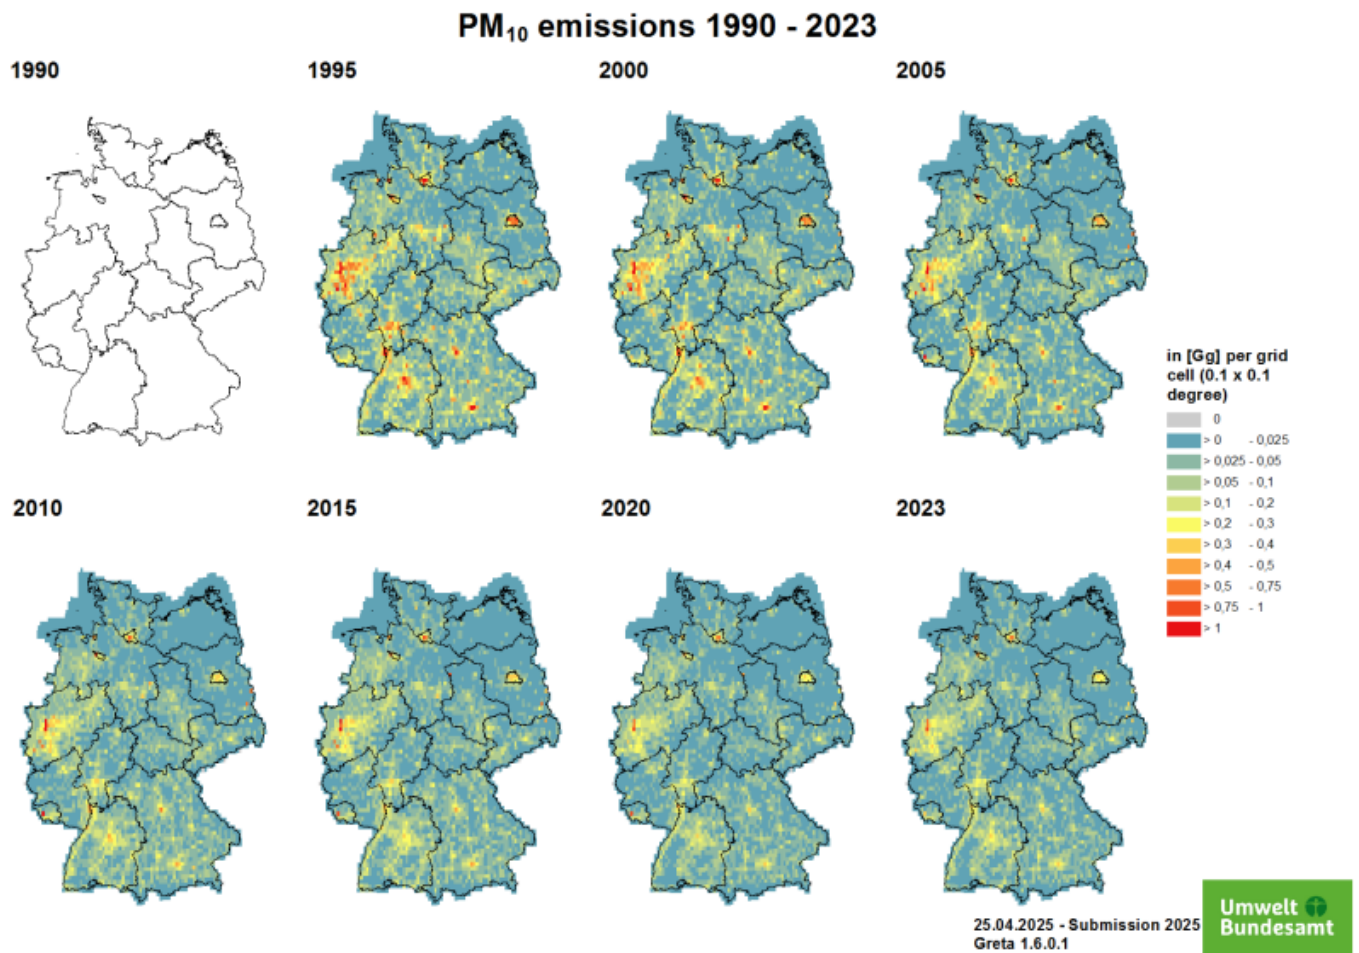 PM₁₀ emissions 1990 - 2023
1990
1995
2000
2005
in [Gg] per grid
cell (0.1 x 0.1
degree)
0
> 0 - 0,025
> 0,025 - 0,05
> 0,05 - 0,1
> 0,1 - 0,2
> 0,2 - 0,3
> 0,3 - 0,4
> 0,4 - 0,5
> 0,5 - 0,75
> 0,75 - 1
> 1
2010
2015
2020
2023
25.04.2025 - Submission 2025
Greta 1.6.0.1
Umwelt
Bundesamt